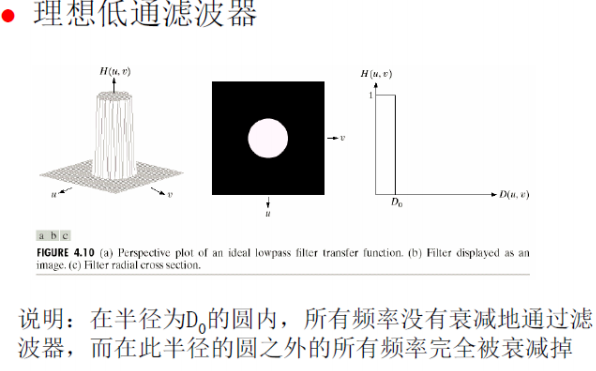 ● 理想低通滤波器
H(u, v)
H(u, v)
1
v
u
v
u
D₀
D(u, v)
a b c
FIGURE 4.10 (a) Perspective plot of an ideal lowpass filter transfer function. (b) Filter displayed as an
image. (c) Filter radial cross section.
说明：在半径为D₀的圆内，所有频率没有衰减地通过滤
波器，而在此半径的圆之外的所有频率完全被衰减掉